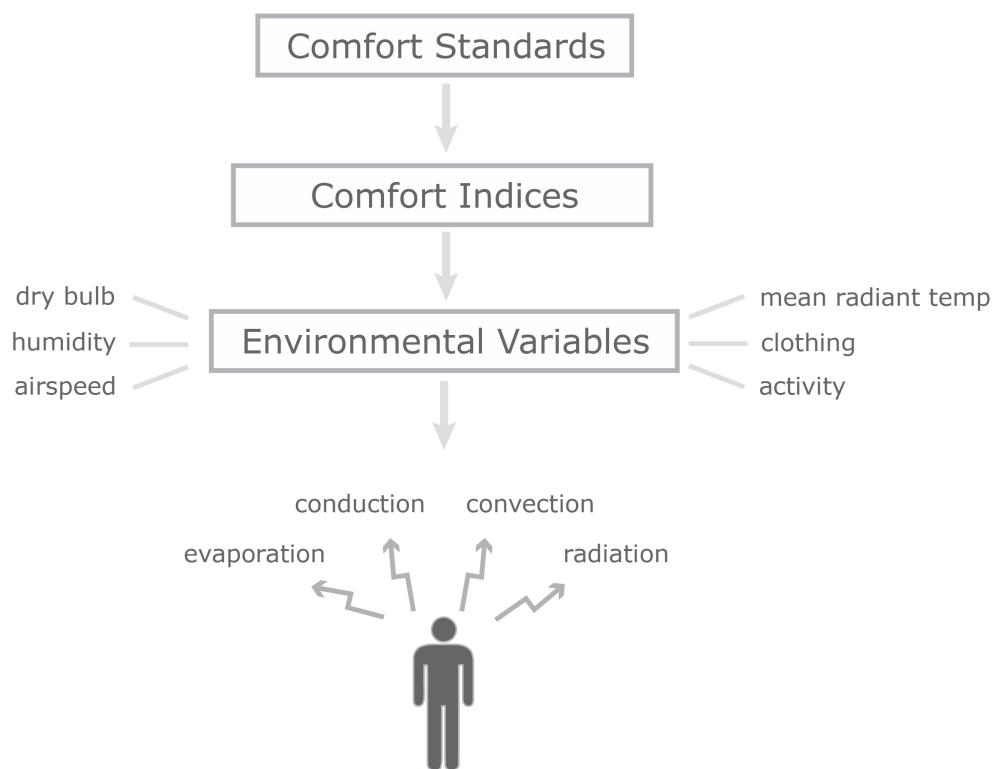 Comfort Standards
Comfort Indices
dry bulb
humidity
airspeed
Environmental Variables
mean radiant temp
clothing
activity
conduction
convection
evaporation
radiation